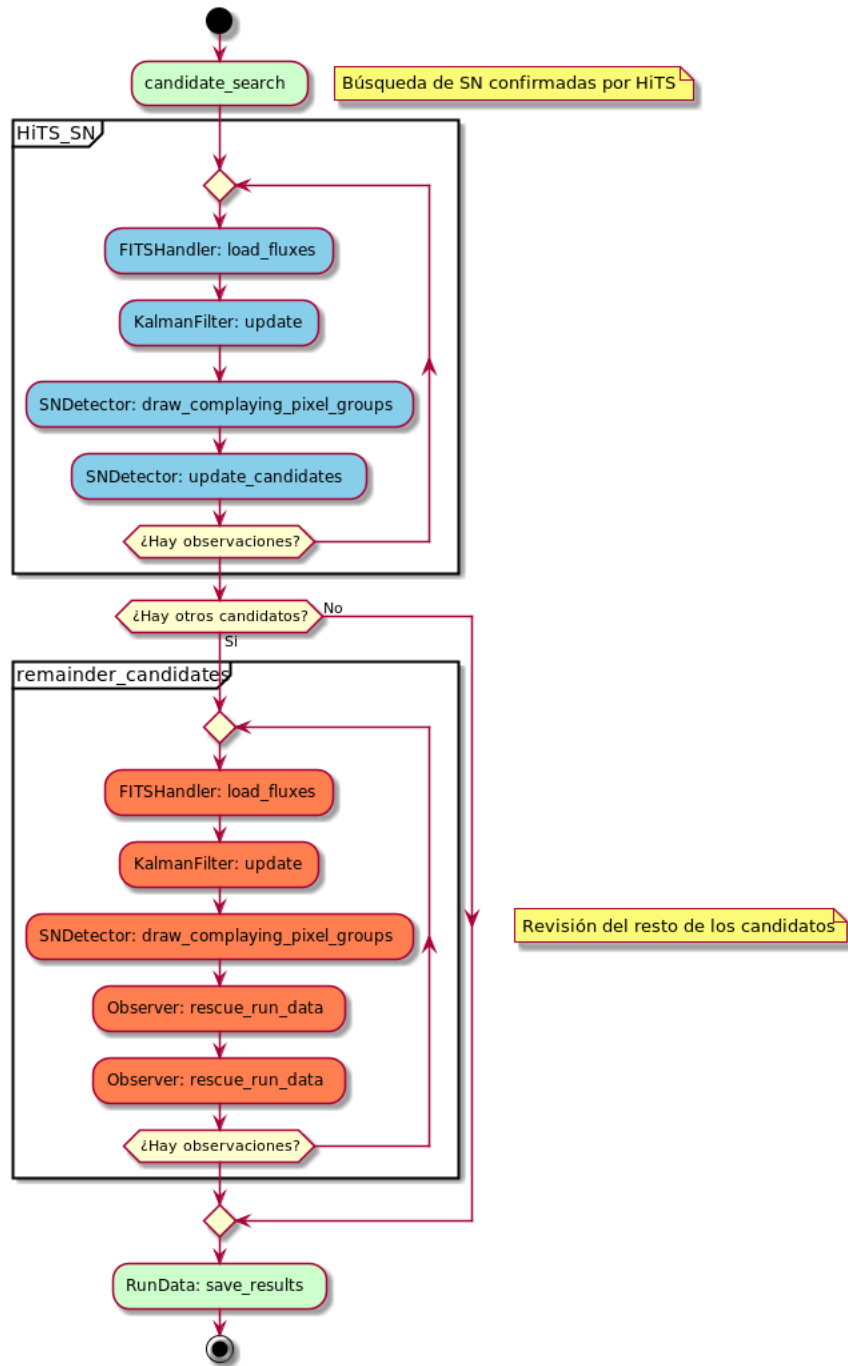 candidate_search
Búsqueda de SN confirmadas por HiTS
HiTS_SN
FITSHandler: load_fluxes
KalmanFilter: update
SNDetector: draw_complaying_pixel_groups
SNDetector: update_candidates
¿Hay observaciones?
¿Hay otros candidatos?
No
Si
remainder_candidates
FITSHandler: load_fluxes
KalmanFilter: update
SNDetector: draw_complaying_pixel_groups
Revisión del resto de los candidatos
Observer: rescue_run_data
Observer: rescue_run_data
¿Hay observaciones?
RunData: save_results